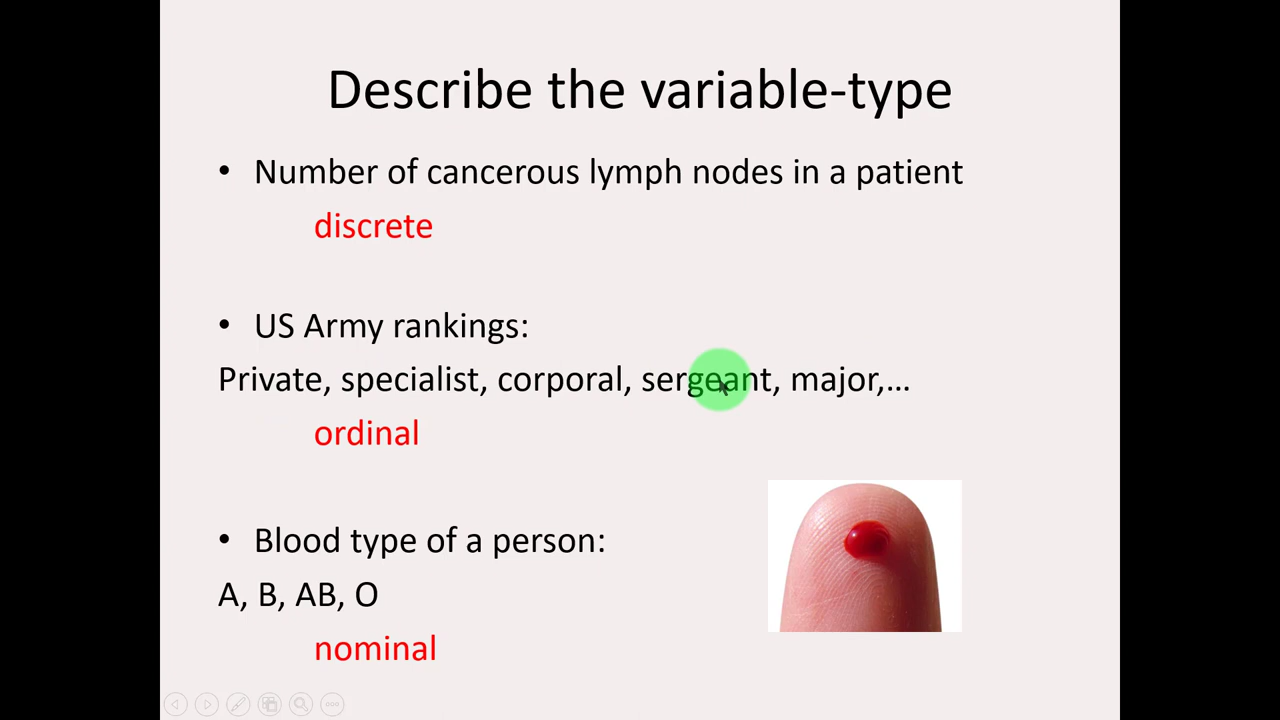 Describe the variable-type
• Number of cancerous lymph nodes in a patient
discrete
• US Army rankings:
Private, specialist, corporal, sergeant, major,...
ordinal
• Blood type of a person:
A, B, AB, O
nominal